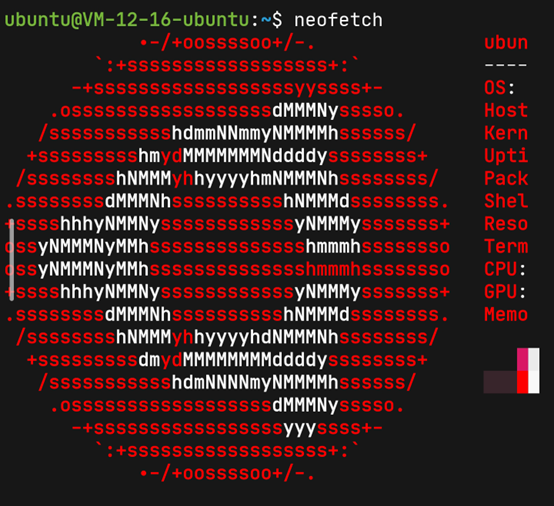 ubuntu@VM-12-16-ubuntu:~$ neofetch
•-/+oossssoo+/-. ubun
`:+ssssssssssssssssss+:` ----
-+ssssssssssssssssssyyssss+- OS:
.ossssssssssssssssssdMMMNysssso. Host
/ssssssssssshdmmNNmmyNMMMMhssssss/ Kern
+ssssssssshmydMMMMMMMNddddyssssssss+ Upti
/sssssssshNMMMyhhyyyyhmNMMMNhssssssss/ Pack
.ssssssssdMMMNhsssssssssshNMMMdssssssss. Shel
+sssshhhyNMMNyssssssssssssyNMMMysssssss+ Reso
ossyNMMMNyMMhsssssssssssssshmmmhssssssso Term
ossyNMMMNyMMhsssssssssssssshmmmhssssssso CPU:
+sssshhhyNMMNyssssssssssssyNMMMysssssss+ GPU:
.ssssssssdMMMNhsssssssssshNMMMdssssssss. Memo
/sssssssshNMMMyhhyyyyhdNMMMNhssssssss/
+sssssssssdmydMMMMMMMMddddyssssssss+
/ssssssssssshdmNNNNmyNMMMMhssssss/
.ossssssssssssssssssdMMMNysssso.
-+sssssssssssssssssyyyssss+-
`:+ssssssssssssssssss+:`
•-/+oossssoo+/-.